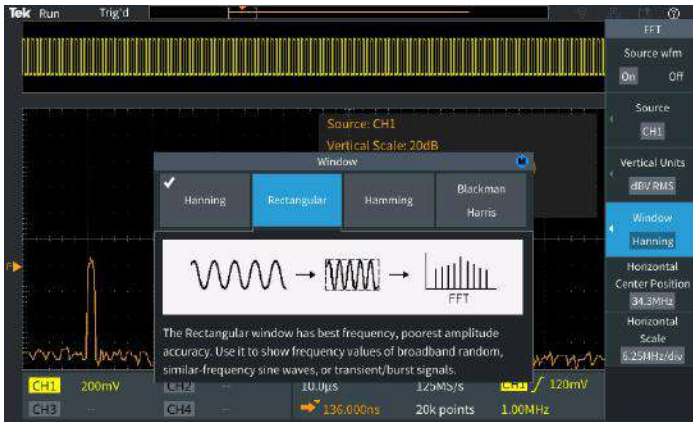 Tek Run Trig'd
FFT
Source wfm
On Off
Source
CH1
Vertical Units
dBV RMS
Window
Hanning
Horizontal
Center Position
34.3MHz
Horizontal
Scale
6.25MHz/div
Source: CH1
Vertical Scale: 20dB
Window
M
Hanning
Rectangular
Hamming
Blackman
Harris
FFT
The Rectangular window has best frequency, poorest amplitude
accuracy. Use it to show frequency values of broadband random,
similar-frequency sine waves, or transient/burst signals.
F
CH1 200mV CH2 -- 10.0µs 125MS/s CH1 120mV
CH3 -- CH4 -- 136.000ns 20k points 1.00MHz